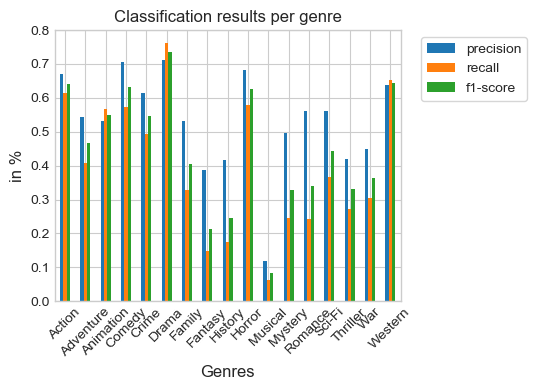 Classification results per genre
precision
recall
f1-score
in %
0.8
0.7
0.6
0.5
0.4
0.3
0.2
0.1
0.0
Action
Adventure
Animation
Comedy
Crime
Drama
Family
Fantasy
History
Horror
Musical
Mystery
Romance
Sci-Fi
Thriller
War
Western
Genres